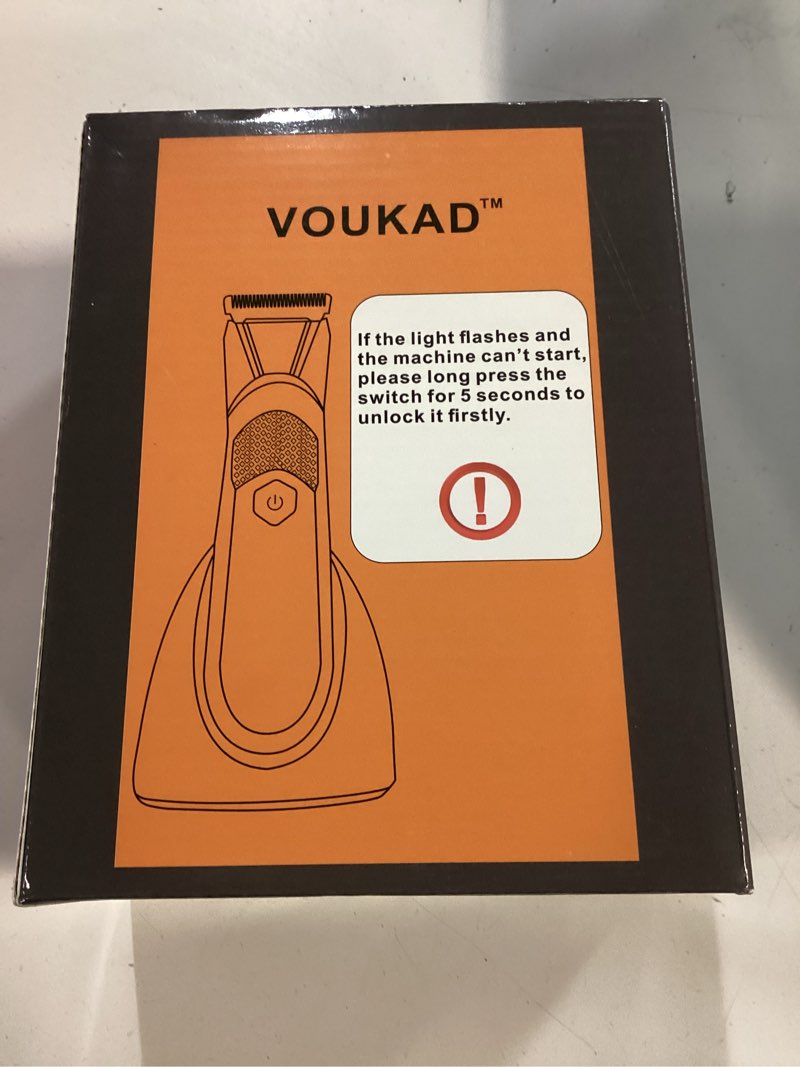 VOUKAD™
If the light flashes and
the machine can't start,
please long press the
switch for 5 seconds to
unlock it firstly.
!